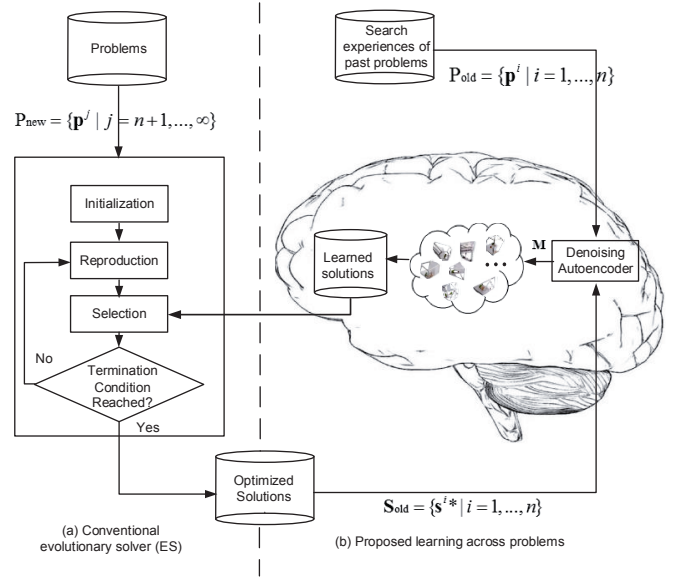 Problems
P_new = {p^j | j = n+1,...,∞}
Initialization
Reproduction
Selection
No
Termination
Condition
Reached?
Yes
(a) Conventional
evolutionary solver (ES)
Search
experiences of
past problems
P_old = {p^i | i = 1,...,n}
Learned
solutions
M
Denoising
Autoencoder
Optimized
Solutions
S_old = {s^i* | i = 1,...,n}
(b) Proposed learning across problems